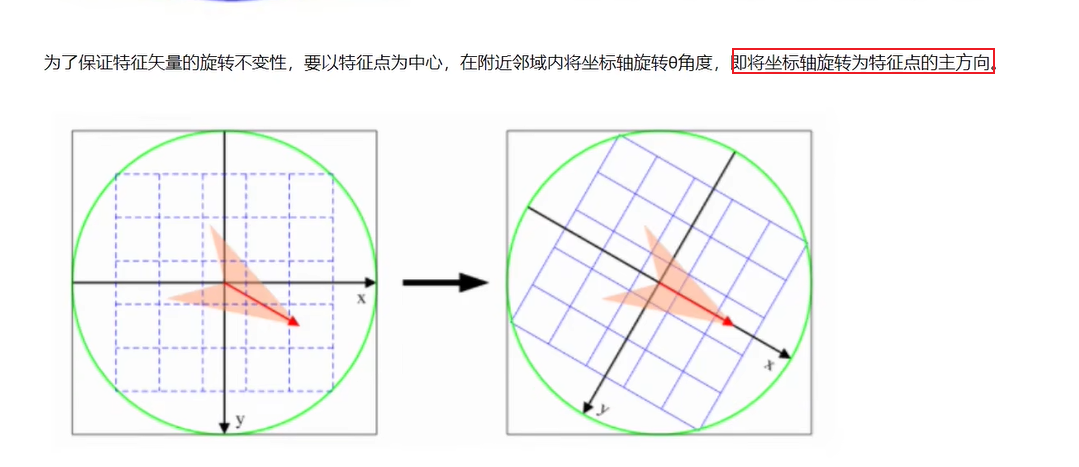 为了保证特征矢量的旋转不变性，要以特征点为中心，在附近邻域内将坐标轴旋转θ角度，即将坐标轴旋转为特征点的主方向。
x
y
x
y